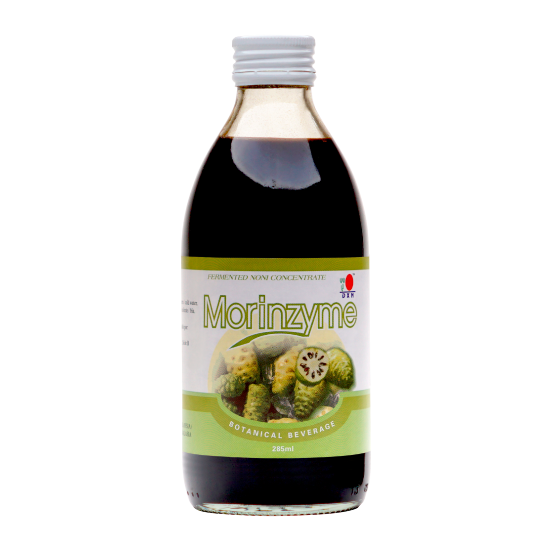 FERMENTED NONI CONCENTRATE
DXN
Morinzyme
BOTANICAL BEVERAGE
285ml